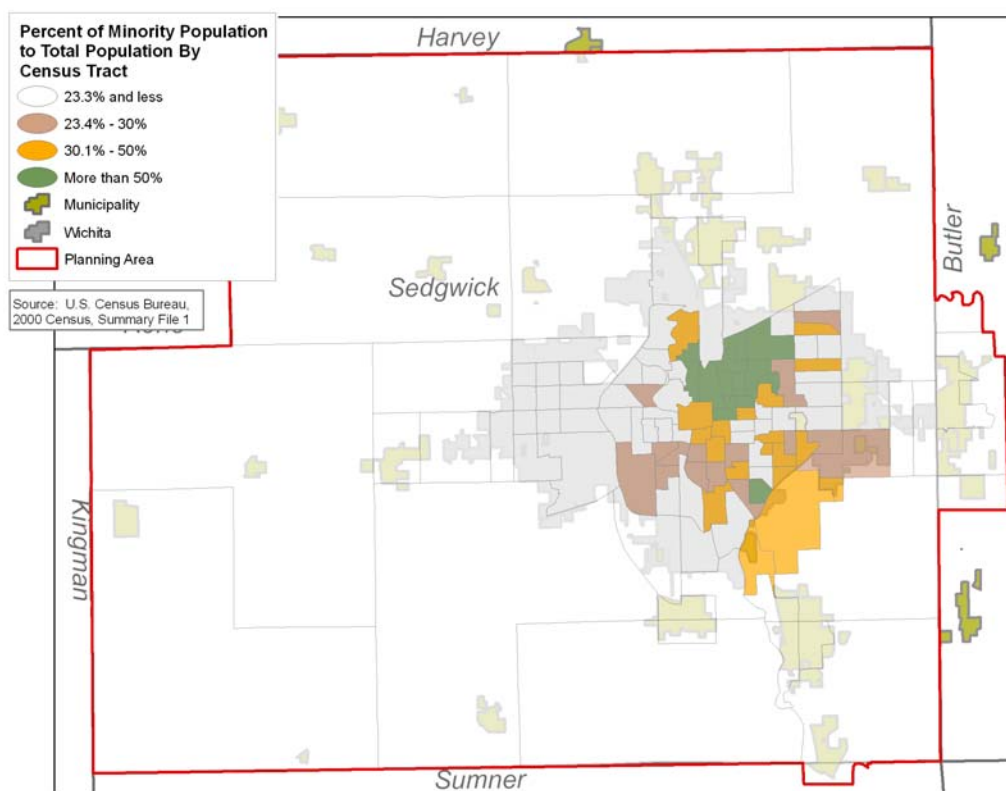 Percent of Minority Population
to Total Population By
Census Tract
23.3% and less
23.4% - 30%
30.1% - 50%
More than 50%
Municipality
Wichita
Planning Area
Source: U.S. Census Bureau,
2000 Census, Summary File 1
Harvey
Butler
Sedgwick
Kingman
Sumner